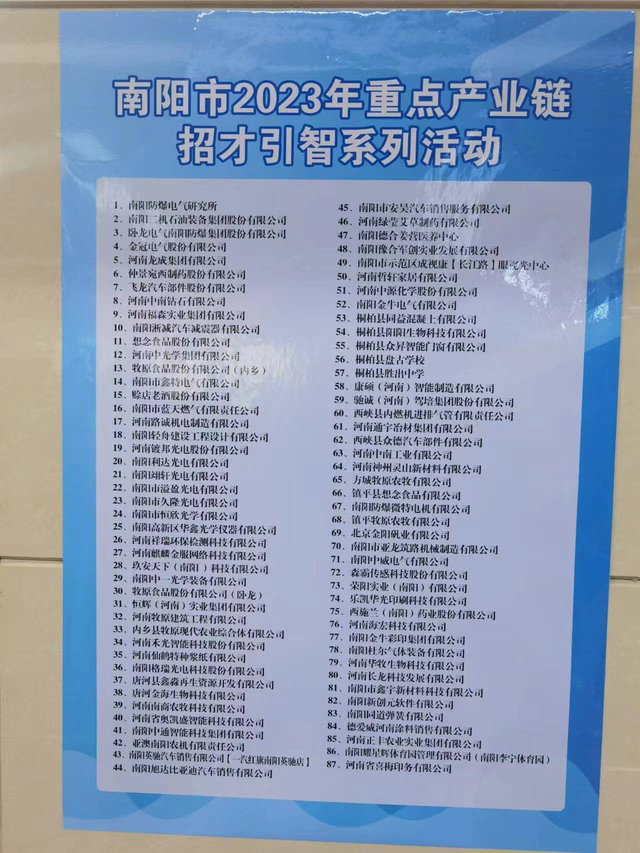 南阳市2023年重点产业链
招才引智系列活动
1、南阳防爆电气研究所
2、南阳二机石油装备集团股份有限公司
3、卧龙电气南阳防爆集团股份有限公司
4、金冠电气股份有限公司
5、河南龙成集团有限公司
6、仲景宛西制药股份有限公司
7、飞龙汽车部件股份有限公司
8、河南中南钻石有限公司
9、河南福森实业集团有限公司
10、南阳淅减汽车减震器有限公司
11、想念食品股份有限公司
12、河南中光学集团有限公司
13、牧原食品股份有限公司（内乡）
14、南阳市鑫特电气有限公司
15、赊店老酒股份有限公司
16、南阳市蓝天燃气有限责任公司
17、河南路诚机电制造有限公司
18、南阳公舟建设工程设计有限公司
19、河南镀邦光电股份有限公司
20、南阳利达光电有限公司
21、南阳翊轩光电有限公司
22、南阳市溢盈光电有限公司
23、南阳市久隆光电有限公司
24、南阳市恒欣光学有限公司
25、南阳高新区华鑫光学仪器有限公司
26、河南祥瑞环保检测科技有限公司
27、河南麒麟金服网络科技有限公司
28、玖安天下（南阳）科技有限公司
29、南阳中一光学装备有限公司
30、牧原食品股份有限公司（卧龙）
31、恒辉（河南）实业集团有限公司
32、河南牧原建筑工程有限公司
33、内乡县牧原现代农业综合体有限公司
34、河南禾光智能科技股份有限公司
35、河南仙鹤特种浆纸有限公司
36、南阳格瑞光电科技股份有限公司
37、唐河县鑫淼再生资源开发有限公司
38、唐河金海生物科技有限公司
39、河南南商农牧科技有限公司
40、河南省奥凯盛智能科技有限公司
41、南阳中通智能科技集团有限公司
42、亚澳南阳农机有限责任公司
43、南阳英驰汽车销售有限公司【一汽红旗南阳英驰店】
44、南阳旭达比亚迪汽车销售有限公司
45、南阳市安昊汽车销售服务有限公司
46、河南绿莹艾草制药有限公司
47、南阳德合姜营医养中心
48、南阳豫合军创实业发展有限公司
49、南阳市示范区成视康【长江路】眼视光中心
50、河南哲轩家居有限公司
51、河南中源化学股份有限公司
52、南阳金牛电气有限公司
53、桐柏县同益混凝土有限公司
54、桐柏县阳阳生物科技有限公司
55、桐柏县众昇智能门窗有限公司
56、桐柏县盘古学校
57、桐柏县胜出中学
58、康硕（河南）智能制造有限公司
59、驰诚（河南）驾培集团股份有限公司
60、西峡县内燃机进排气管有限责任公司
61、河南通宇冶材集团有限公司
62、西峡县众德汽车部件有限公司
63、河南中南工业有限公司
64、河南神州灵山新材料有限公司
65、方城牧原农牧有限公司
66、镇平县想念食品有限公司
67、南阳防爆微特电机有限公司
68、镇平牧原农牧有限公司
69、北京金阳矾业有限公司
70、南阳市亚龙筑路机械制造有限公司
71、南阳中威电气有限公司
72、森霸传感科技股份有限公司
73、荣阳实业（南阳）有限公司
74、乐凯华光印刷科技有限公司
75、西施兰（南阳）药业股份有限公司
76、河南海宏科技有限公司
77、南阳金牛彩印集团有限公司
78、南阳杜尔气体装备有限公司
79、河南华牧生物科技有限公司
80、河南长龙科技发展有限公司
81、南阳市鑫宇新材料科技有限公司
82、南阳新创元软件有限公司
83、南阳同道弹簧有限公司
84、德爱威河南涂料销售有限公司
85、河南正丰农业实业集团有限公司
86、南阳耀星辉体育园管理有限公司（南阳李宁体育园）
87、河南省喜梅印务有限公司